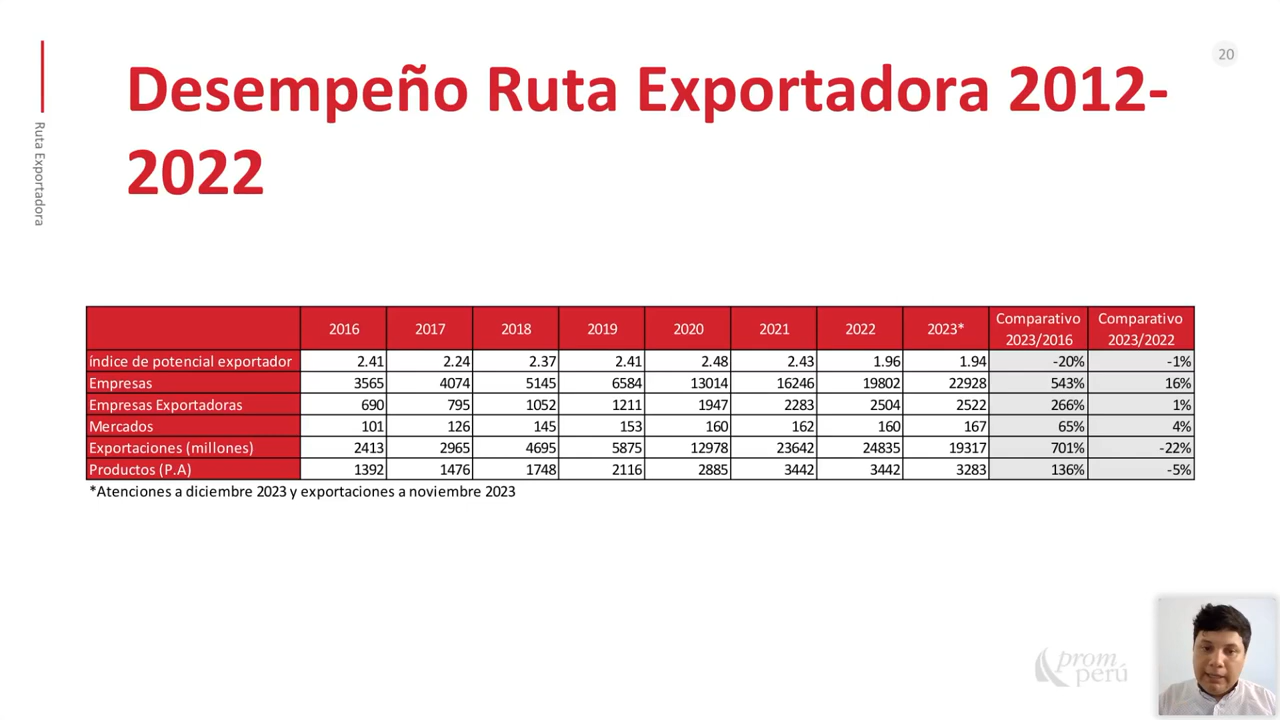 20
Ruta Exportadora
Desempeño Ruta Exportadora 2012-
2022
2016 2017 2018 2019 2020 2021 2022 2023* Comparativo 2023/2016 Comparativo 2023/2022
índice de potencial exportador 2.41 2.24 2.37 2.41 2.48 2.43 1.96 1.94 -20% -1%
Empresas 3565 4074 5145 6584 13014 16246 19802 22928 543% 16%
Empresas Exportadoras 690 795 1052 1211 1947 2283 2504 2522 266% 1%
Mercados 101 126 145 153 160 162 160 167 65% 4%
Exportaciones (millones) 2413 2965 4695 5875 12978 23642 24835 19317 701% -22%
Productos (P.A) 1392 1476 1748 2116 2885 3442 3442 3283 136% -5%
*Atenciones a diciembre 2023 y exportaciones a noviembre 2023
prom
perú